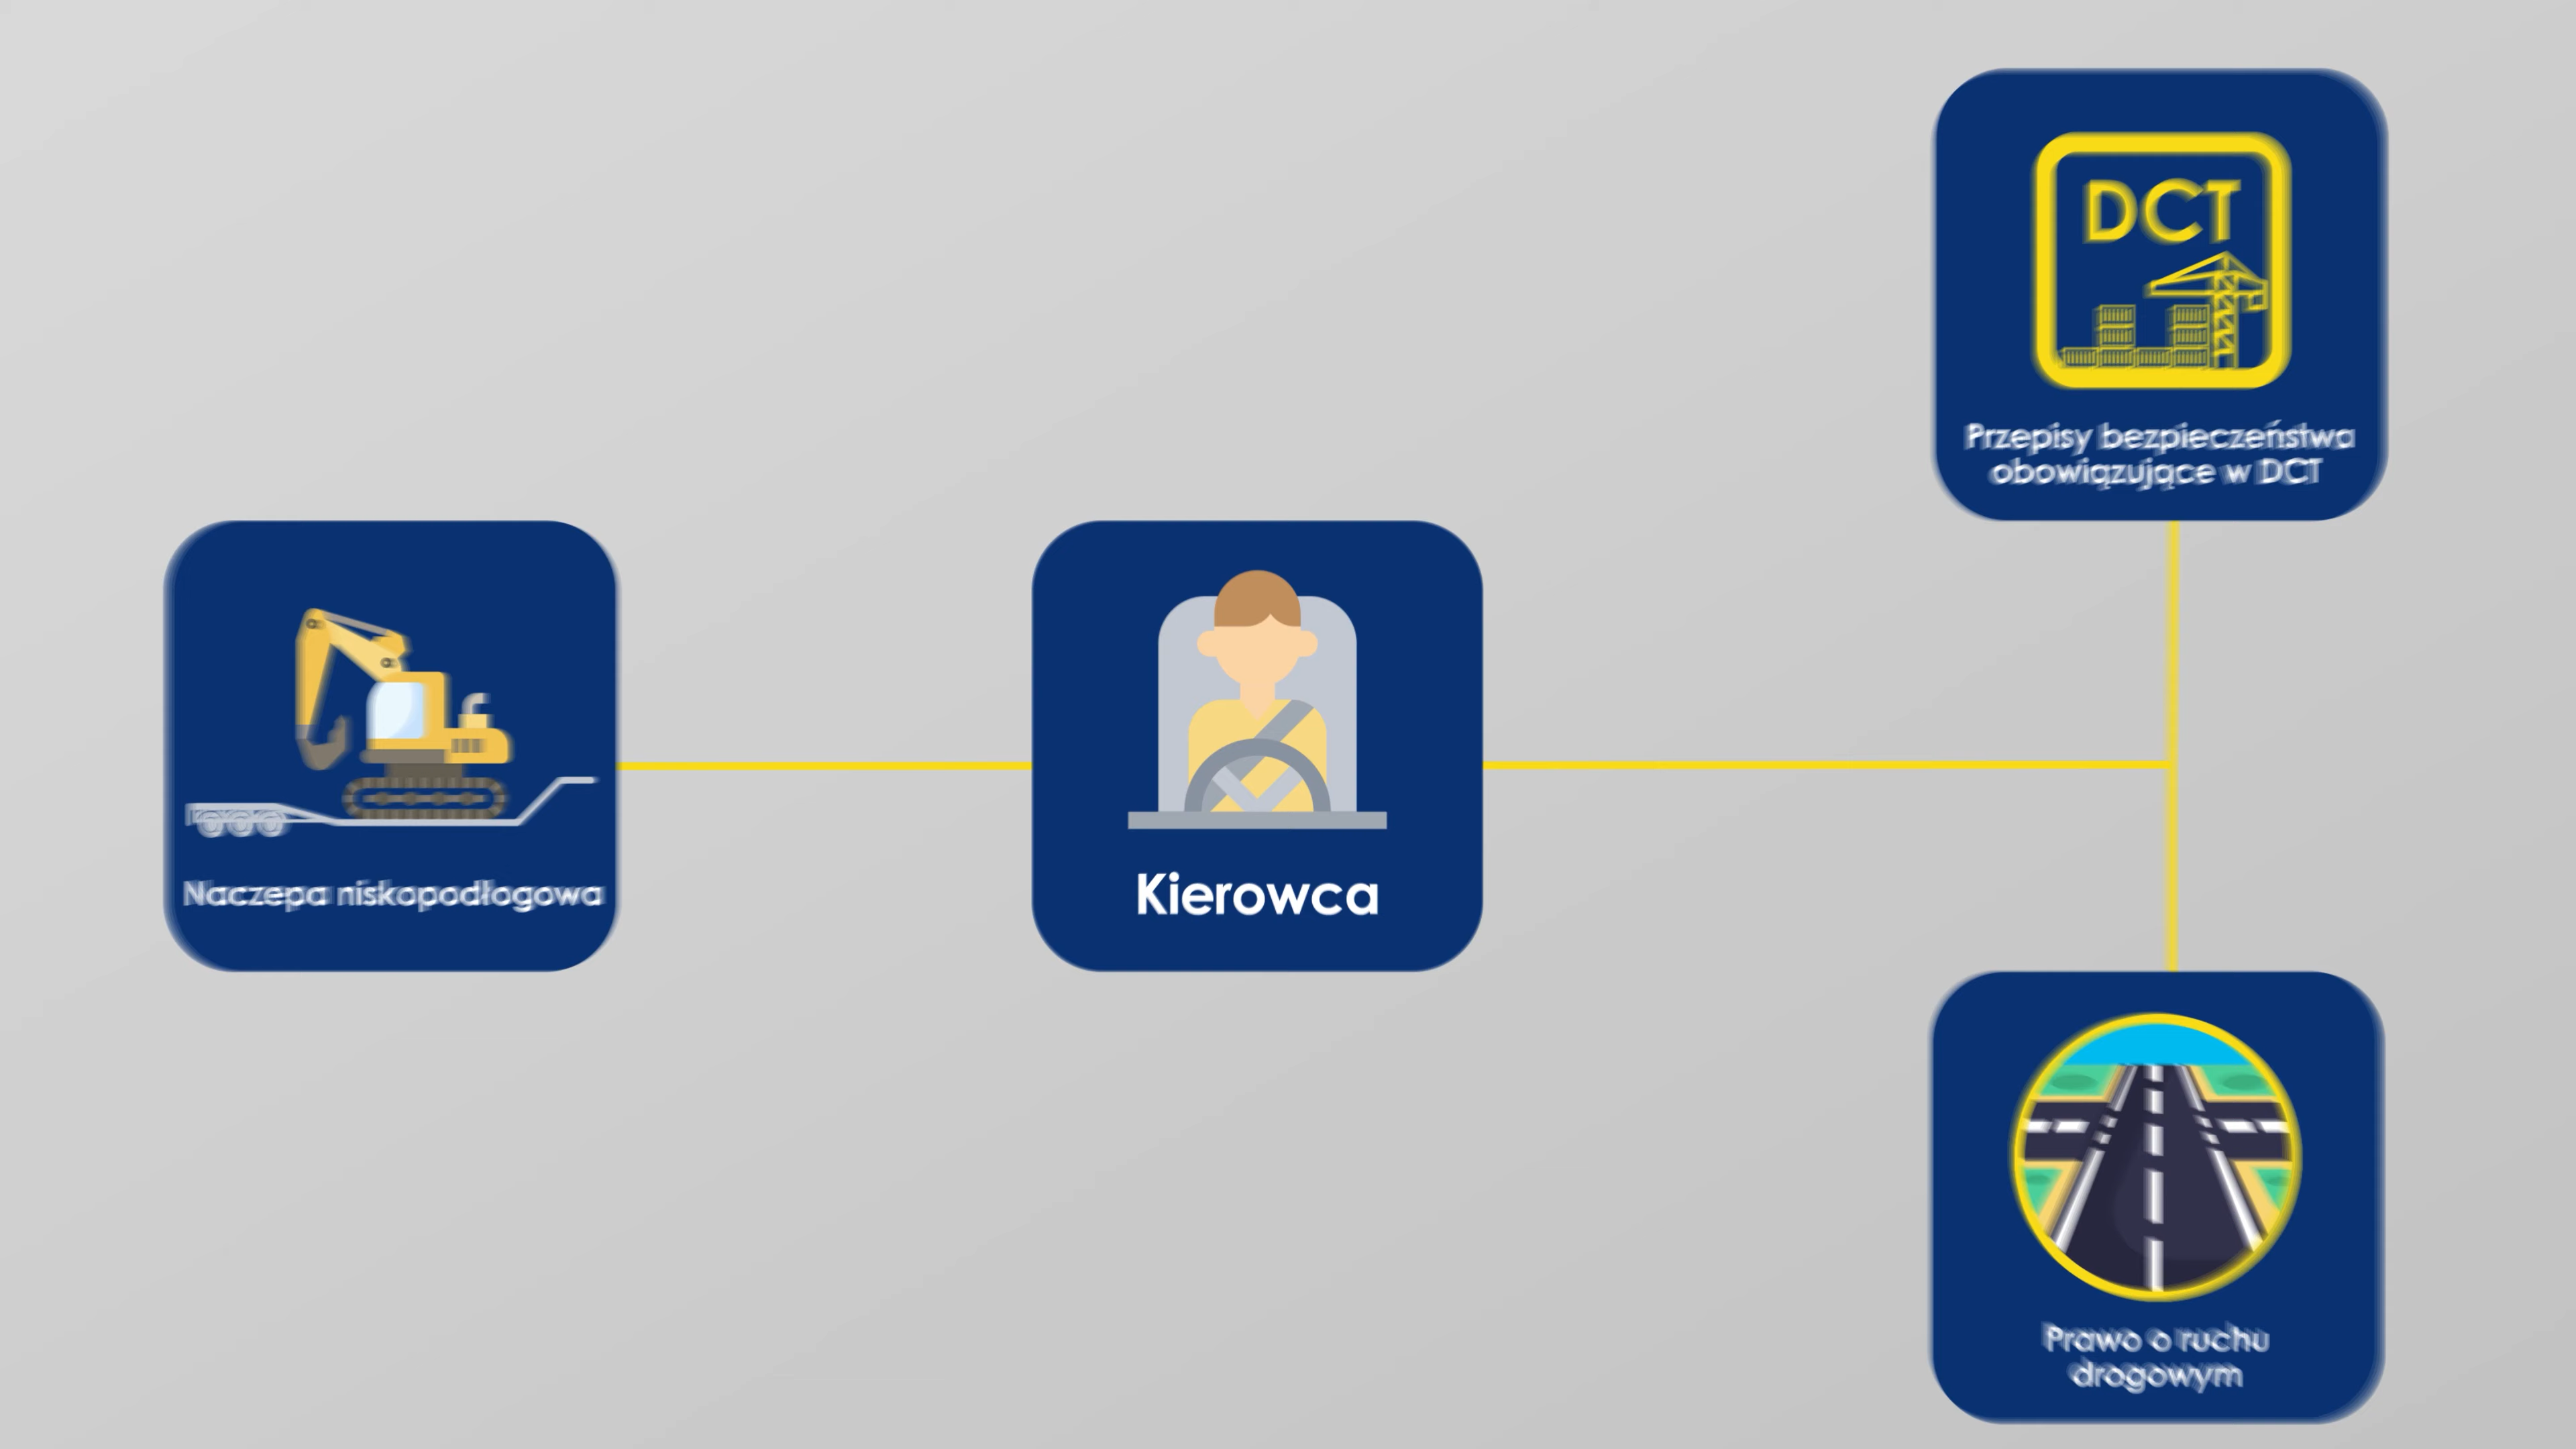 DCT
Przepisy bezpieczeństwa
obowiązujące w DCT
Naczepa niskopodłogowa
Kierowca
Prawo o ruchu
drogowym